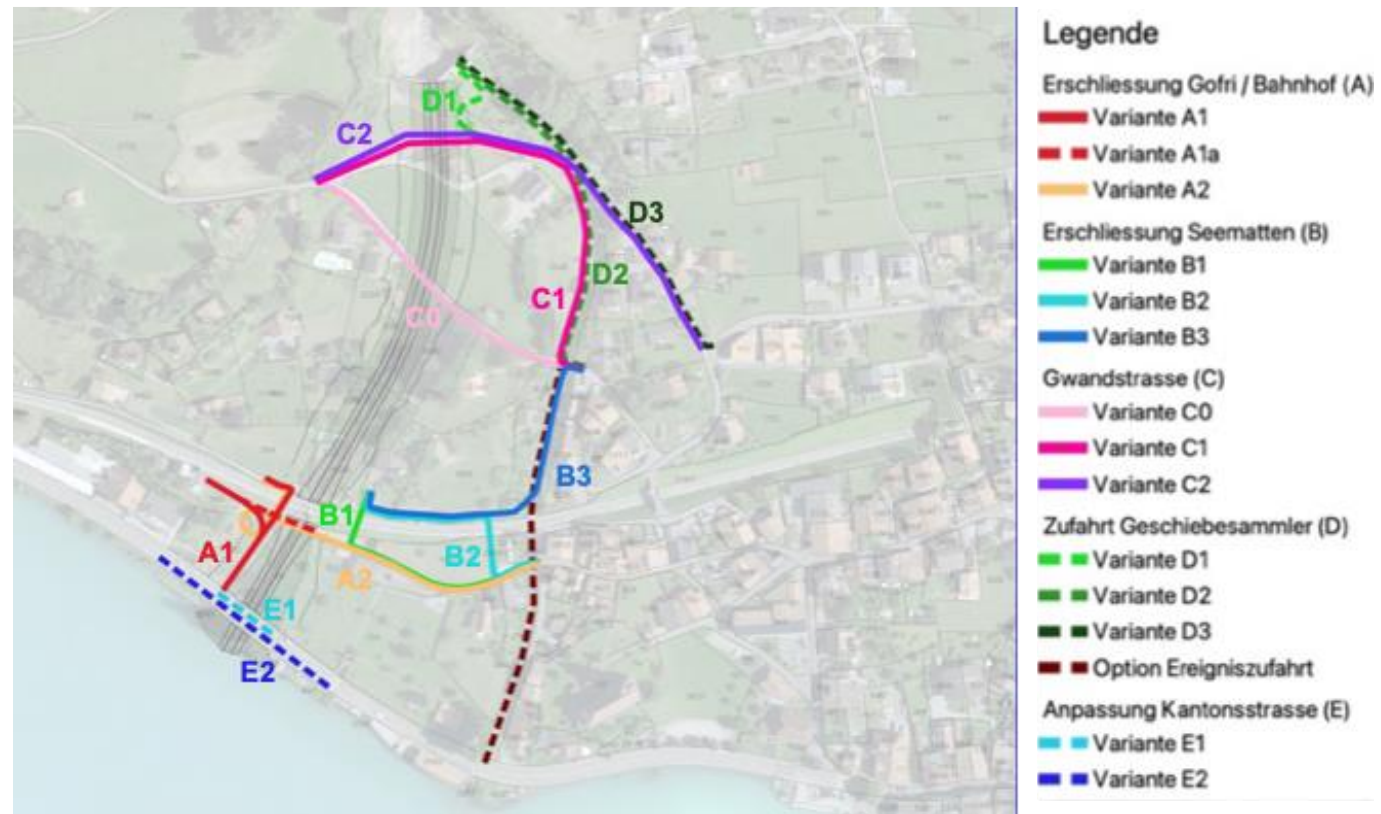 D1
C2
D3
D2
C1
C0
B3
B1
B2
A1
A2
E1
E2
Legende
Erschliessung Gofri / Bahnhof (A)
Variante A1
Variante A1a
Variante A2
Erschliessung Seematten (B)
Variante B1
Variante B2
Variante B3
Gwandstrasse (C)
Variante C0
Variante C1
Variante C2
Zufahrt Geschiebesammler (D)
Variante D1
Variante D2
Variante D3
Option Ereigniszufahrt
Anpassung Kantonsstrasse (E)
Variante E1
Variante E2